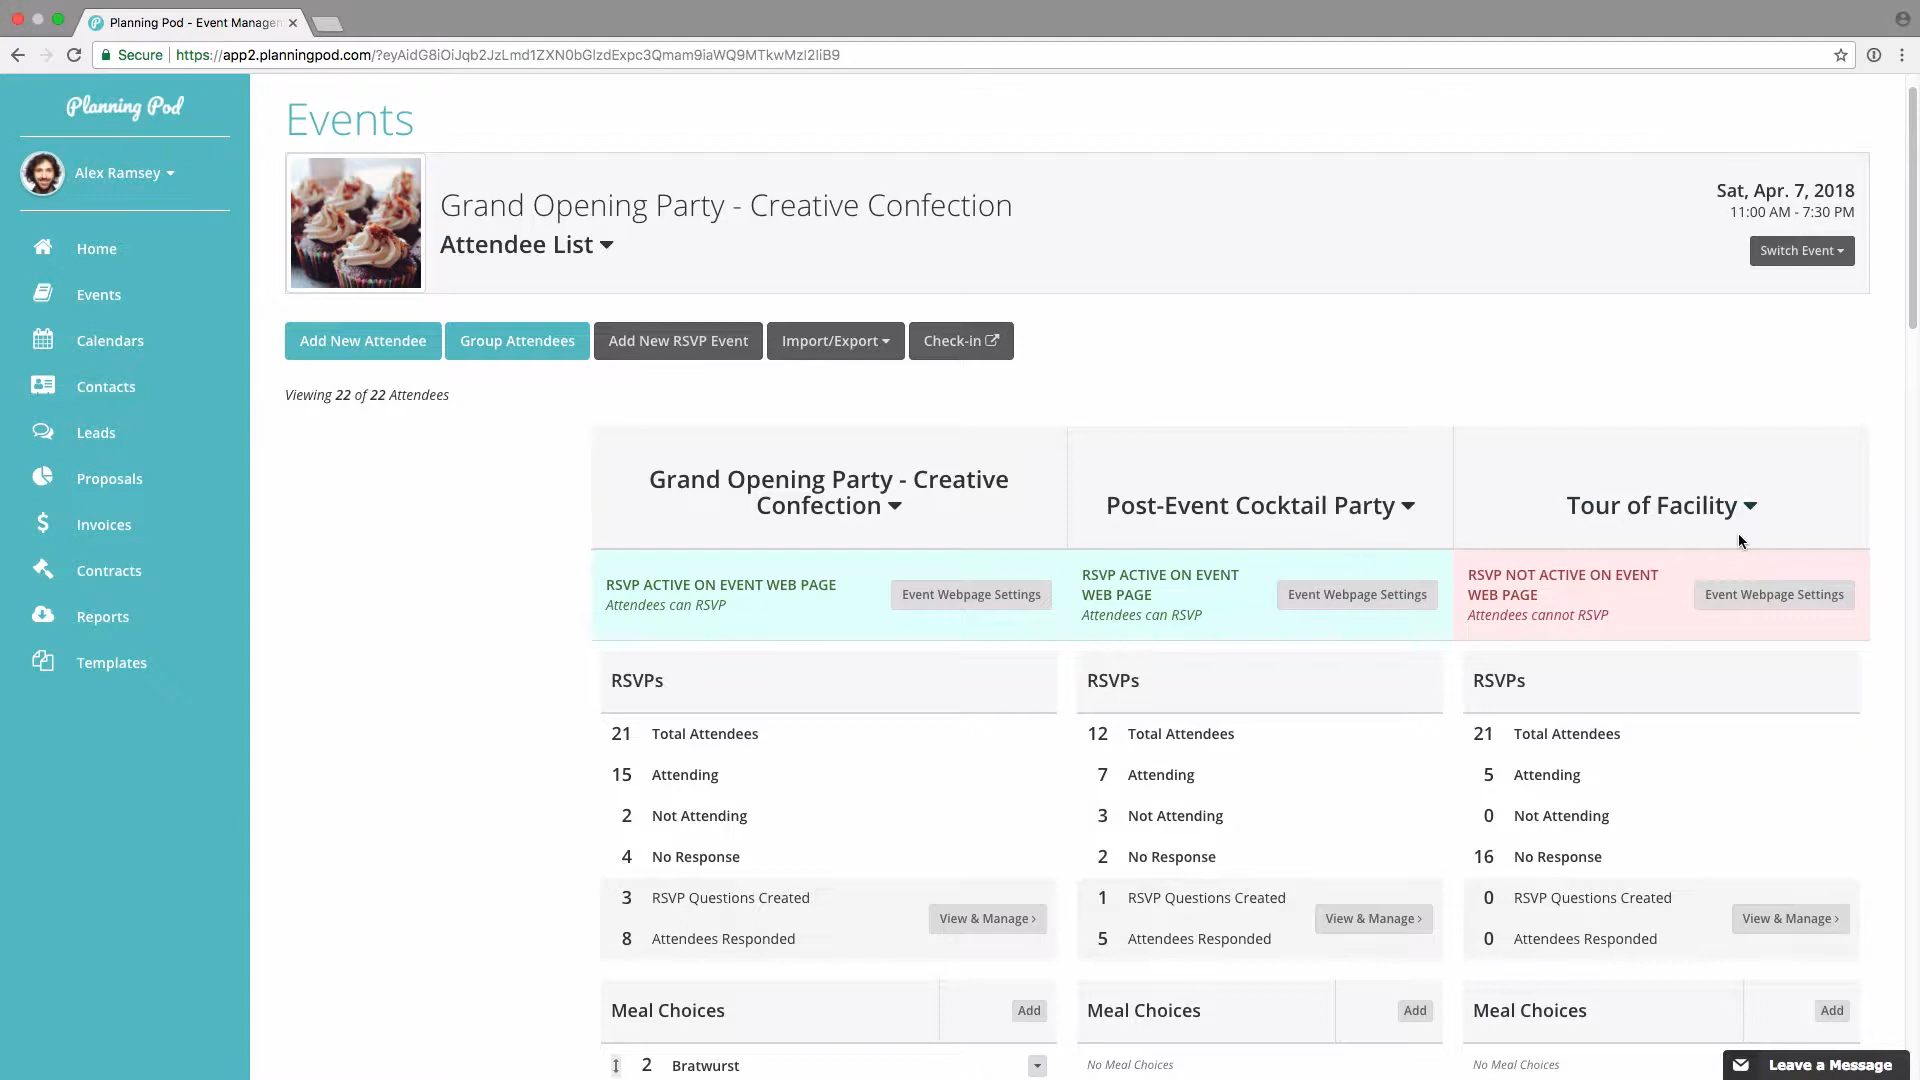 Planning Pod - Event Manager
Secure
https://app2.planningpod.com/?eyAidG8iOiJqb2JzLmd1ZXN0bGlzdExpc3Qmam9iaWQ9MTkwMzI2IiB9
Planning Pod
Alex Ramsey
Home
Events
Calendars
Contacts
Leads
Proposals
Invoices
Contracts
Reports
Templates
Events
Grand Opening Party - Creative Confection
Attendee List
Sat, Apr. 7, 2018
11:00 AM - 7:30 PM
Switch Event
Add New Attendee
Group Attendees
Add New RSVP Event
Import/Export
Check-in
Viewing 22 of 22 Attendees
Grand Opening Party - Creative
Confection
Post-Event Cocktail Party
Tour of Facility
RSVP ACTIVE ON EVENT WEB PAGE
Attendees can RSVP
Event Webpage Settings
RSVP ACTIVE ON EVENT
WEB PAGE
Attendees can RSVP
Event Webpage Settings
RSVP NOT ACTIVE ON EVENT
WEB PAGE
Attendees cannot RSVP
Event Webpage Settings
RSVPs
21 Total Attendees
15 Attending
2 Not Attending
4 No Response
3 RSVP Questions Created
8 Attendees Responded
View & Manage ›
RSVPs
12 Total Attendees
7 Attending
3 Not Attending
2 No Response
1 RSVP Questions Created
5 Attendees Responded
View & Manage ›
RSVPs
21 Total Attendees
5 Attending
0 Not Attending
16 No Response
0 RSVP Questions Created
0 Attendees Responded
View & Manage ›
Meal Choices
Add
2 Bratwurst
Meal Choices
Add
No Meal Choices
Meal Choices
Add
No Meal Choices
Leave a Message